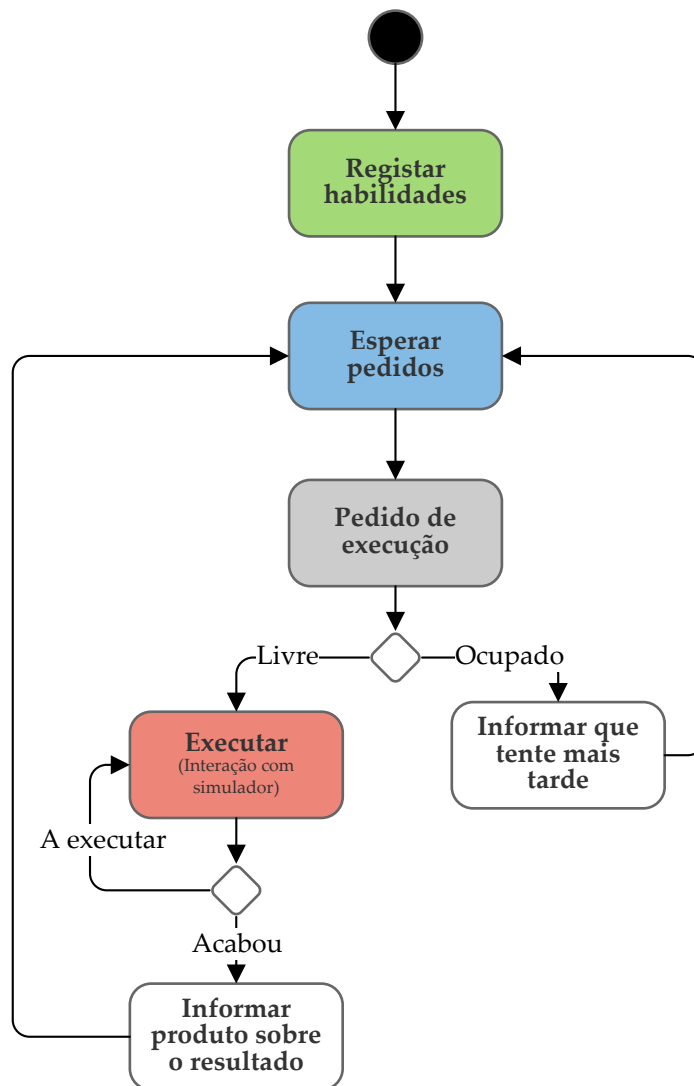 Registar
habilidades
Esperar
pedidos
Pedido de
execução
Livre
Ocupado
Executar
(Interação com
simulador)
Informar que
tente mais
tarde
A executar
Acabou
Informar
produto sobre
o resultado